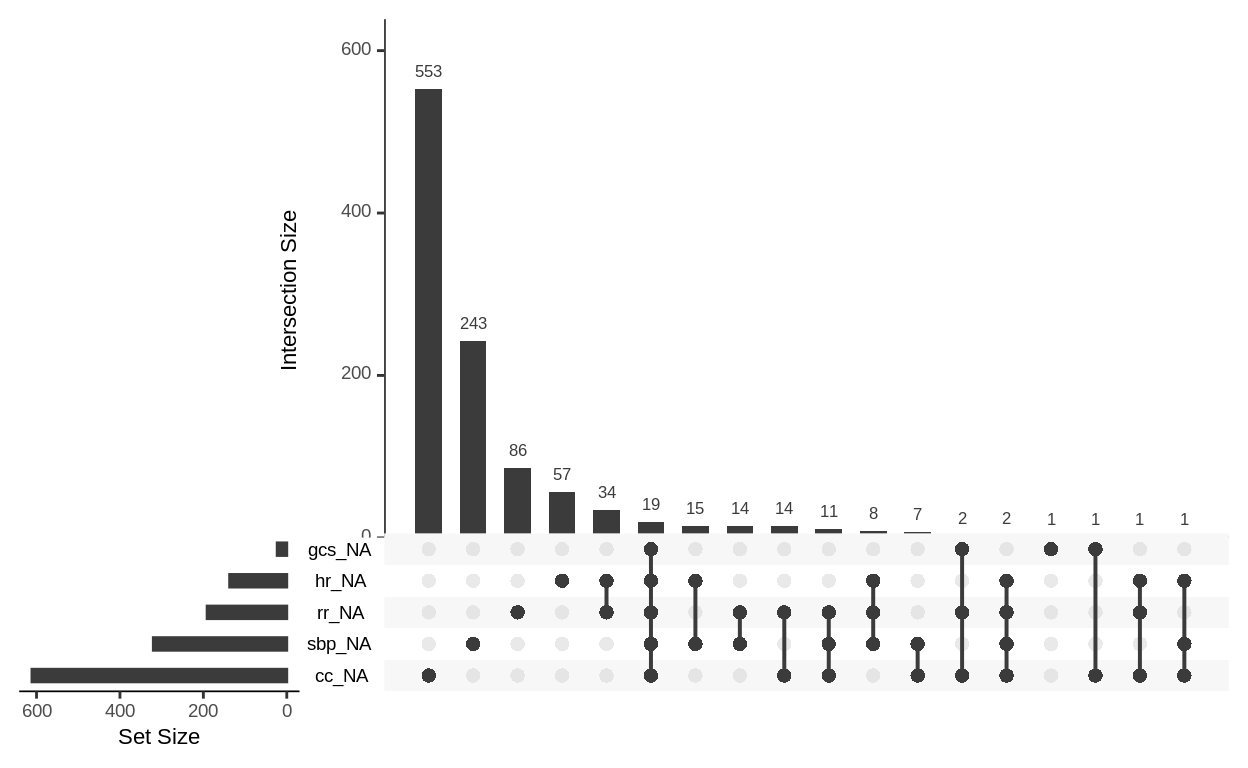 600
553
400
Intersection Size
243
200
86
57
34
19
15
14
14
11
8
7
2
2
1
1
1
1
0
gcs_NA
hr_NA
rr_NA
sbp_NA
cc_NA
600 400 200 0
Set Size